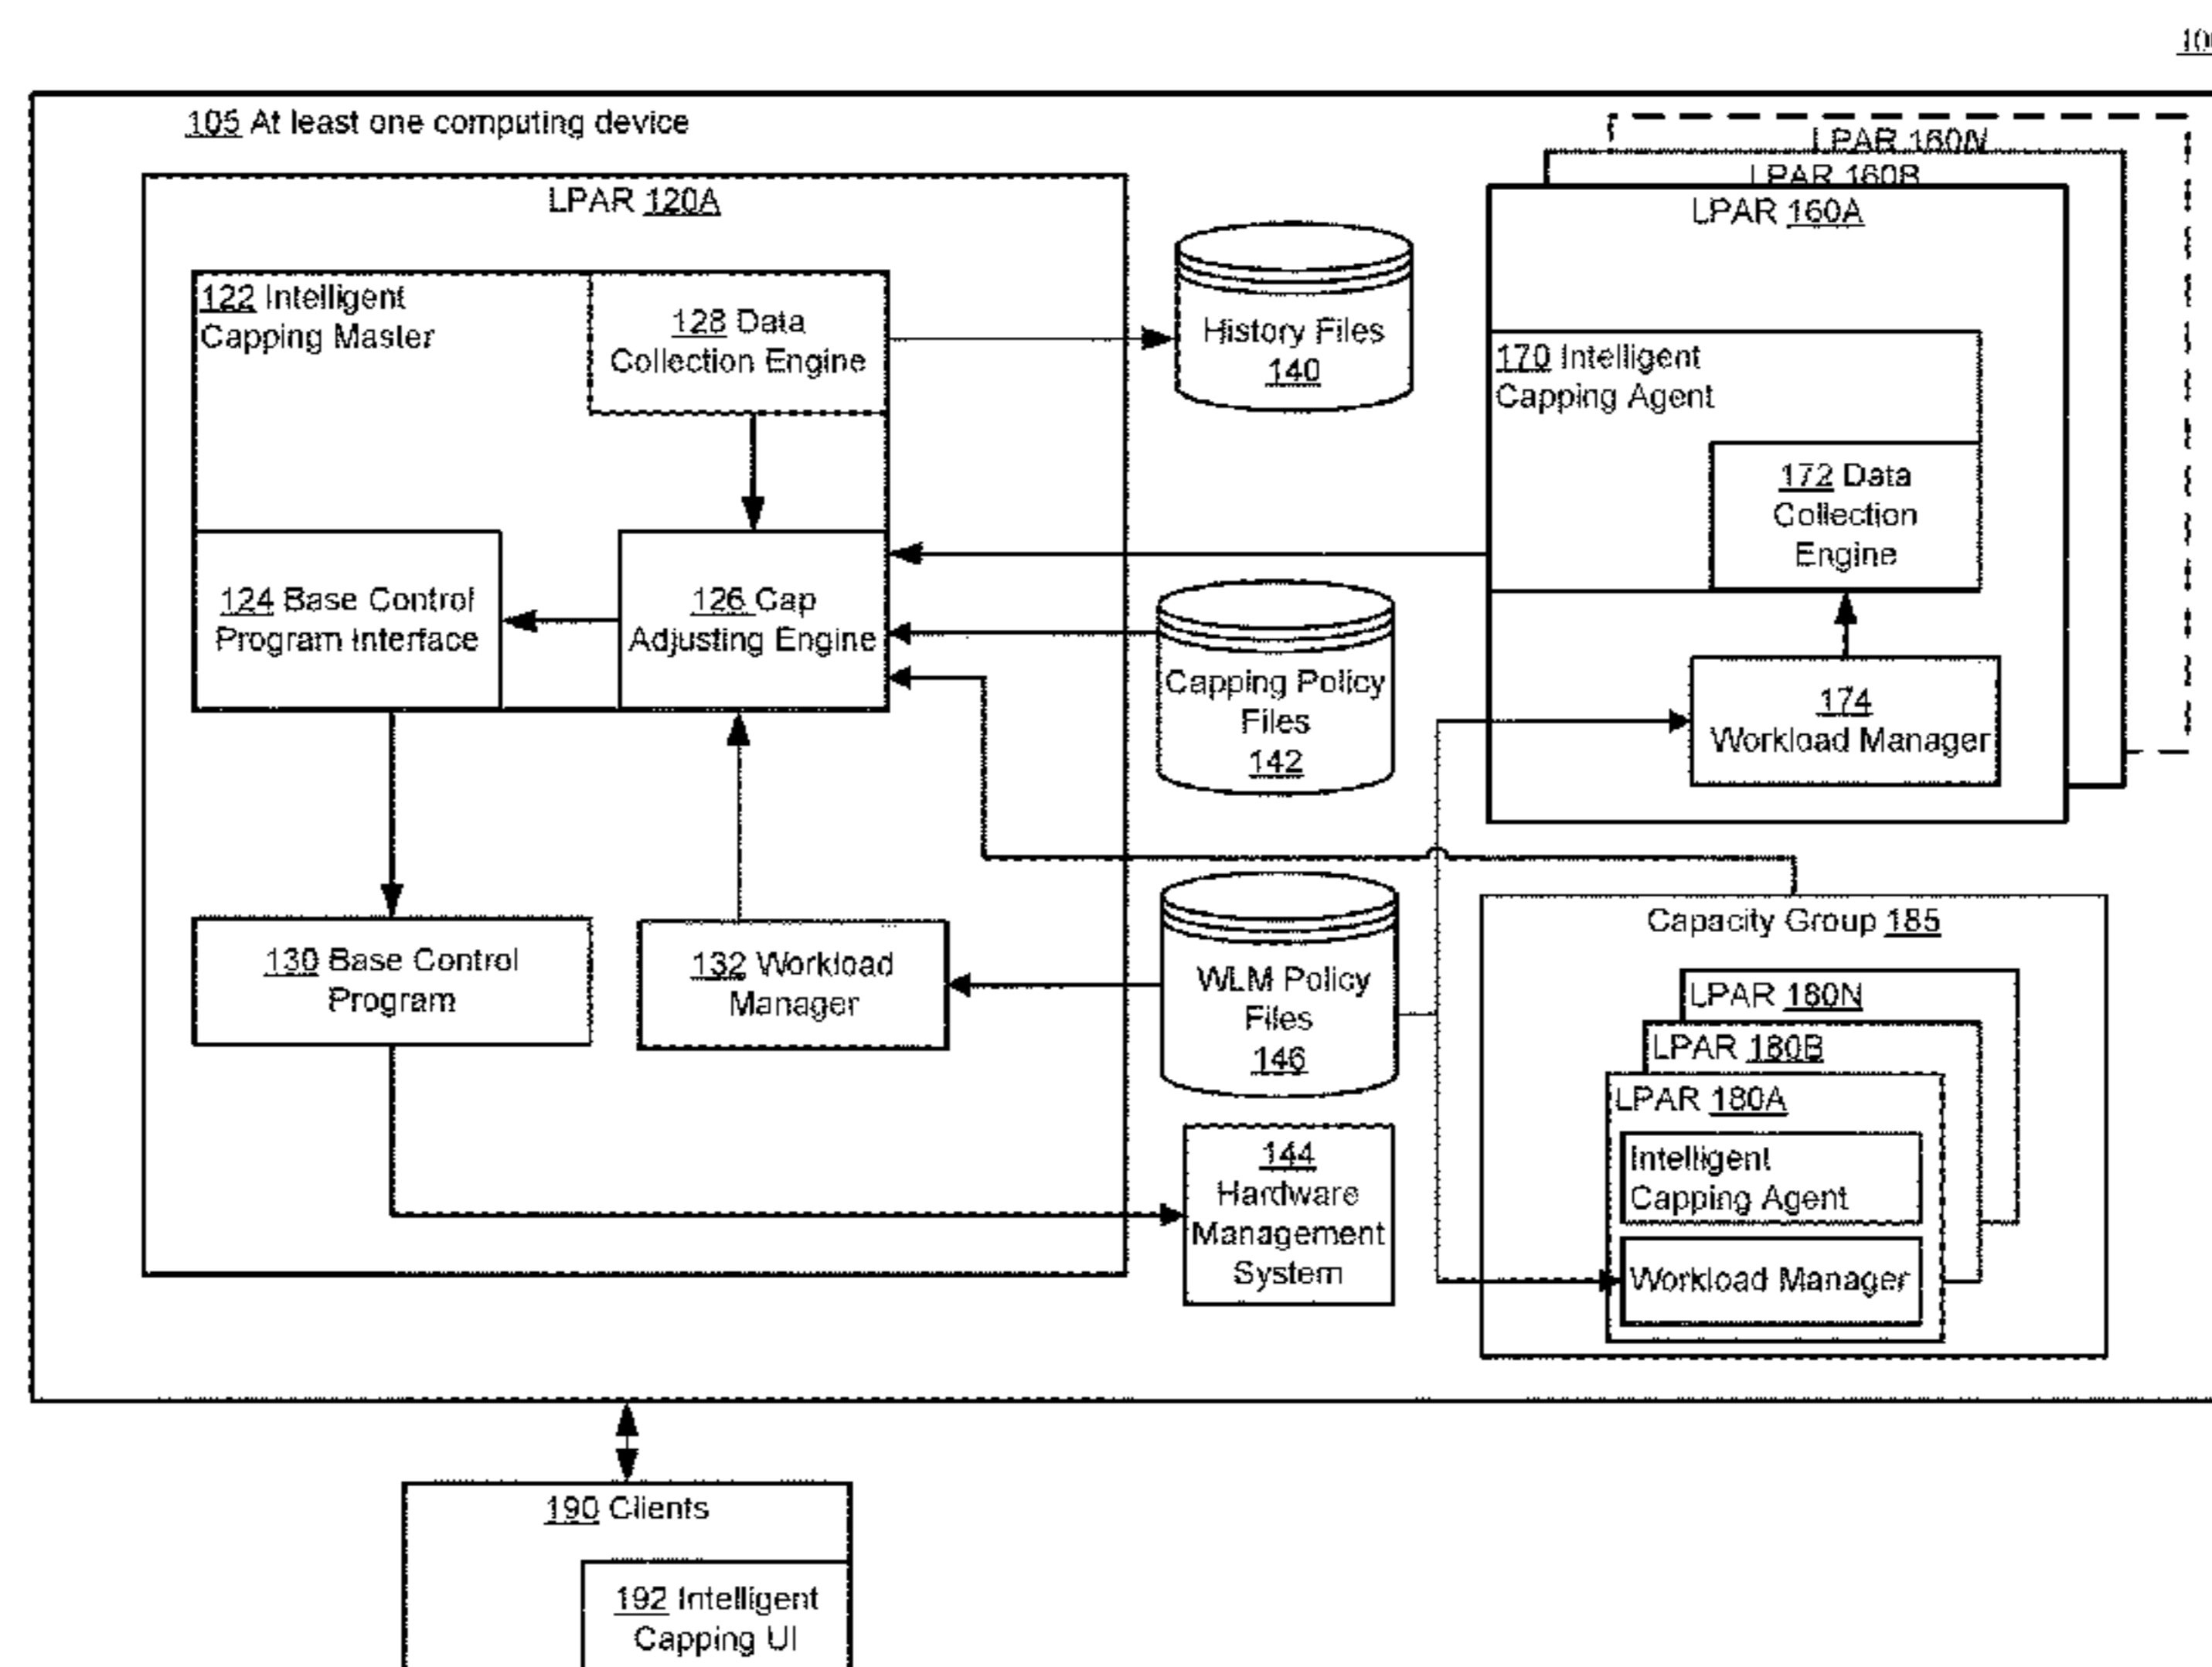 105 At least one computing device
LPAR 120A
122 Intelligent
Capping Master
128 Data
Collection Engine
124 Base Control
Program Interface
126 Cap
Adjusting Engine
130 Base Control
Program
132 Workload
Manager
History Files
140
Capping Policy
Files
142
WLM Policy
Files
146
144
Hardware
Management
System
LPAR 160N
LPAR 160B
LPAR 160A
170 Intelligent
Capping Agent
172 Data
Collection
Engine
174
Workload Manager
Capacity Group 185
LPAR 180N
LPAR 180B
LPAR 180A
Intelligent
Capping Agent
Workload Manager
190 Clients
192 Intelligent
Capping UI